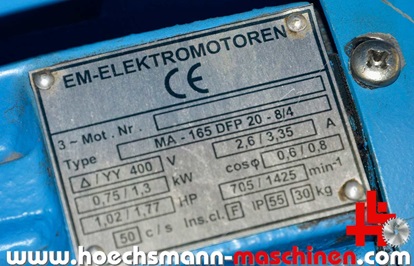 EM-ELEKTROMOTOREN
CE
3 ~ Mot. Nr.
Type MA - 165 DFP 20 - 8/4
Δ / YY 400 V 2,6 / 3,35 A
0,75 / 1,3 kW cosφ 0,6 / 0,8
1,02 / 1,77 HP 705 / 1425 min-1
50 c / s Ins.cl. F IP 55 30 kg
www.hoechsmann-maschinen.com